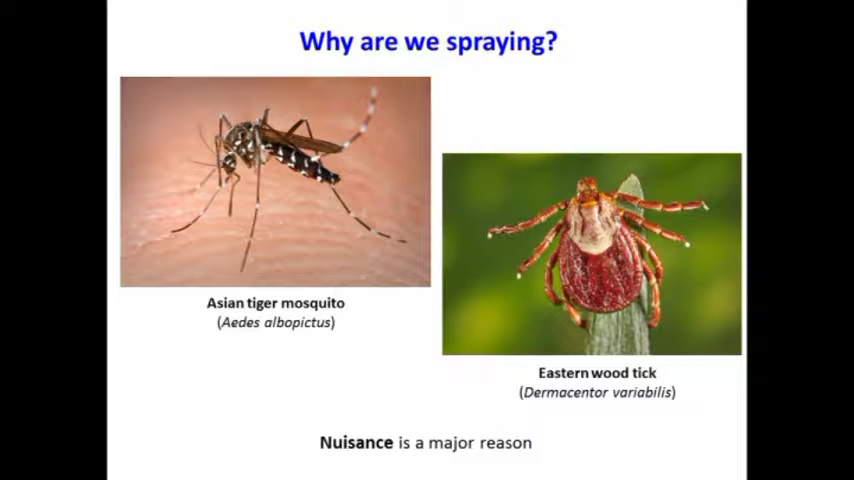 Why are we spraying?
Asian tiger mosquito
(Aedes albopictus)
Eastern wood tick
(Dermacentor variabilis)
Nuisance is a major reason